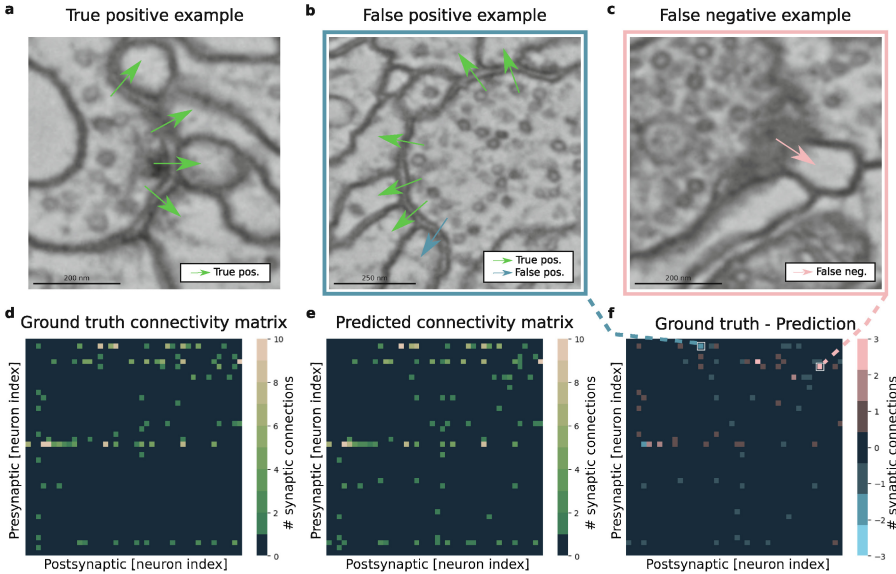 a
True positive example
b
False positive example
c
False negative example
200 nm
True pos.
250 nm
True pos.
False pos.
200 nm
False neg.
d
Ground truth connectivity matrix
e
Predicted connectivity matrix
f
Ground truth - Prediction
Presynaptic [neuron index]
Postsynaptic [neuron index]
10
8
6
4
2
0
# synaptic connections
Presynaptic [neuron index]
Postsynaptic [neuron index]
10
8
6
4
2
0
# synaptic connections
Presynaptic [neuron index]
Postsynaptic [neuron index]
3
2
1
0
−1
−2
−3
# synaptic connections